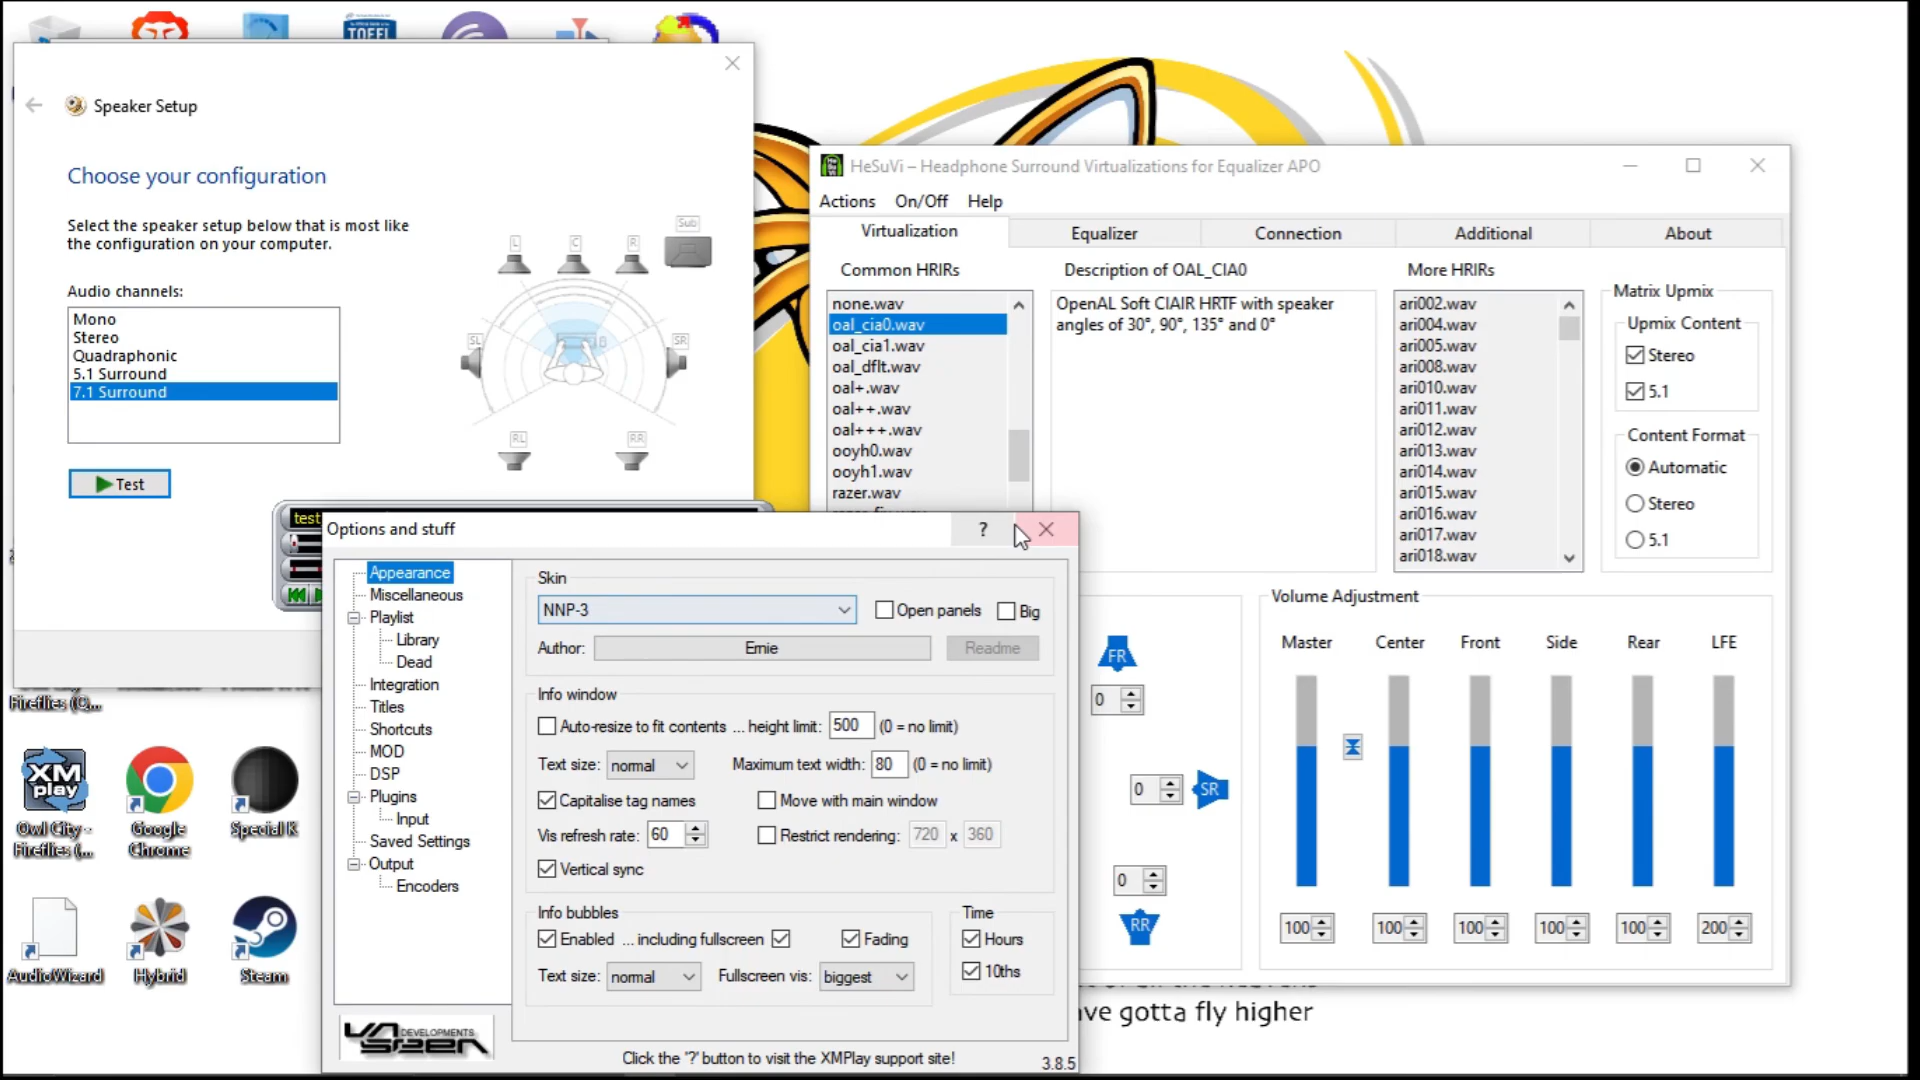 TOEFL
Speaker Setup
Choose your configuration
Select the speaker setup below that is most like
the configuration on your computer.
Audio channels:
Mono
Stereo
Quadraphonic
5.1 Surround
7.1 Surround
Test
L
C
R
Sub
SL
SR
RL
RR
test
HeSuVi – Headphone Surround Virtualizations for Equalizer APO
Actions On/Off Help
Virtualization
Equalizer
Connection
Additional
About
Common HRIRs
none.wav
oal_cia0.wav
oal_cia1.wav
oal_dflt.wav
oal+.wav
oal++.wav
oal+++.wav
ooyh0.wav
ooyh1.wav
razer.wav
Description of OAL_CIA0
OpenAL Soft CIAIR HRTF with speaker
angles of 30°, 90°, 135° and 0°
More HRIRs
ari002.wav
ari004.wav
ari005.wav
ari008.wav
ari010.wav
ari011.wav
ari012.wav
ari013.wav
ari014.wav
ari015.wav
ari016.wav
ari017.wav
ari018.wav
Matrix Upmix
Upmix Content
Stereo
5.1
Content Format
Automatic
Stereo
5.1
FR
0
0
SR
0
RR
Volume Adjustment
Master
Center
Front
Side
Rear
LFE
100
100
100
100
100
200
Options and stuff
?
Appearance
Miscellaneous
Playlist
Library
Dead
Integration
Titles
Shortcuts
MOD
DSP
Plugins
Input
Saved Settings
Output
Encoders
Skin
NNP-3
Open panels
Big
Author:
Ernie
Readme
Info window
Auto-resize to fit contents ... height limit: 500 (0 = no limit)
Text size: normal
Maximum text width: 80 (0 = no limit)
Capitalise tag names
Move with main window
Vis refresh rate: 60
Restrict rendering: 720 x 360
Vertical sync
Info bubbles
Enabled ... including fullscreen
Fading
Text size: normal
Fullscreen vis: biggest
Time
Hours
10ths
DEVELOPMENTS
Click the '?' button to visit the XMPlay support site!
3.8.5
gotta fly higher
XM
play
Owl City -
Fireflies (...
Google
Chrome
Special K
AudioWizard
Hybrid
Steam